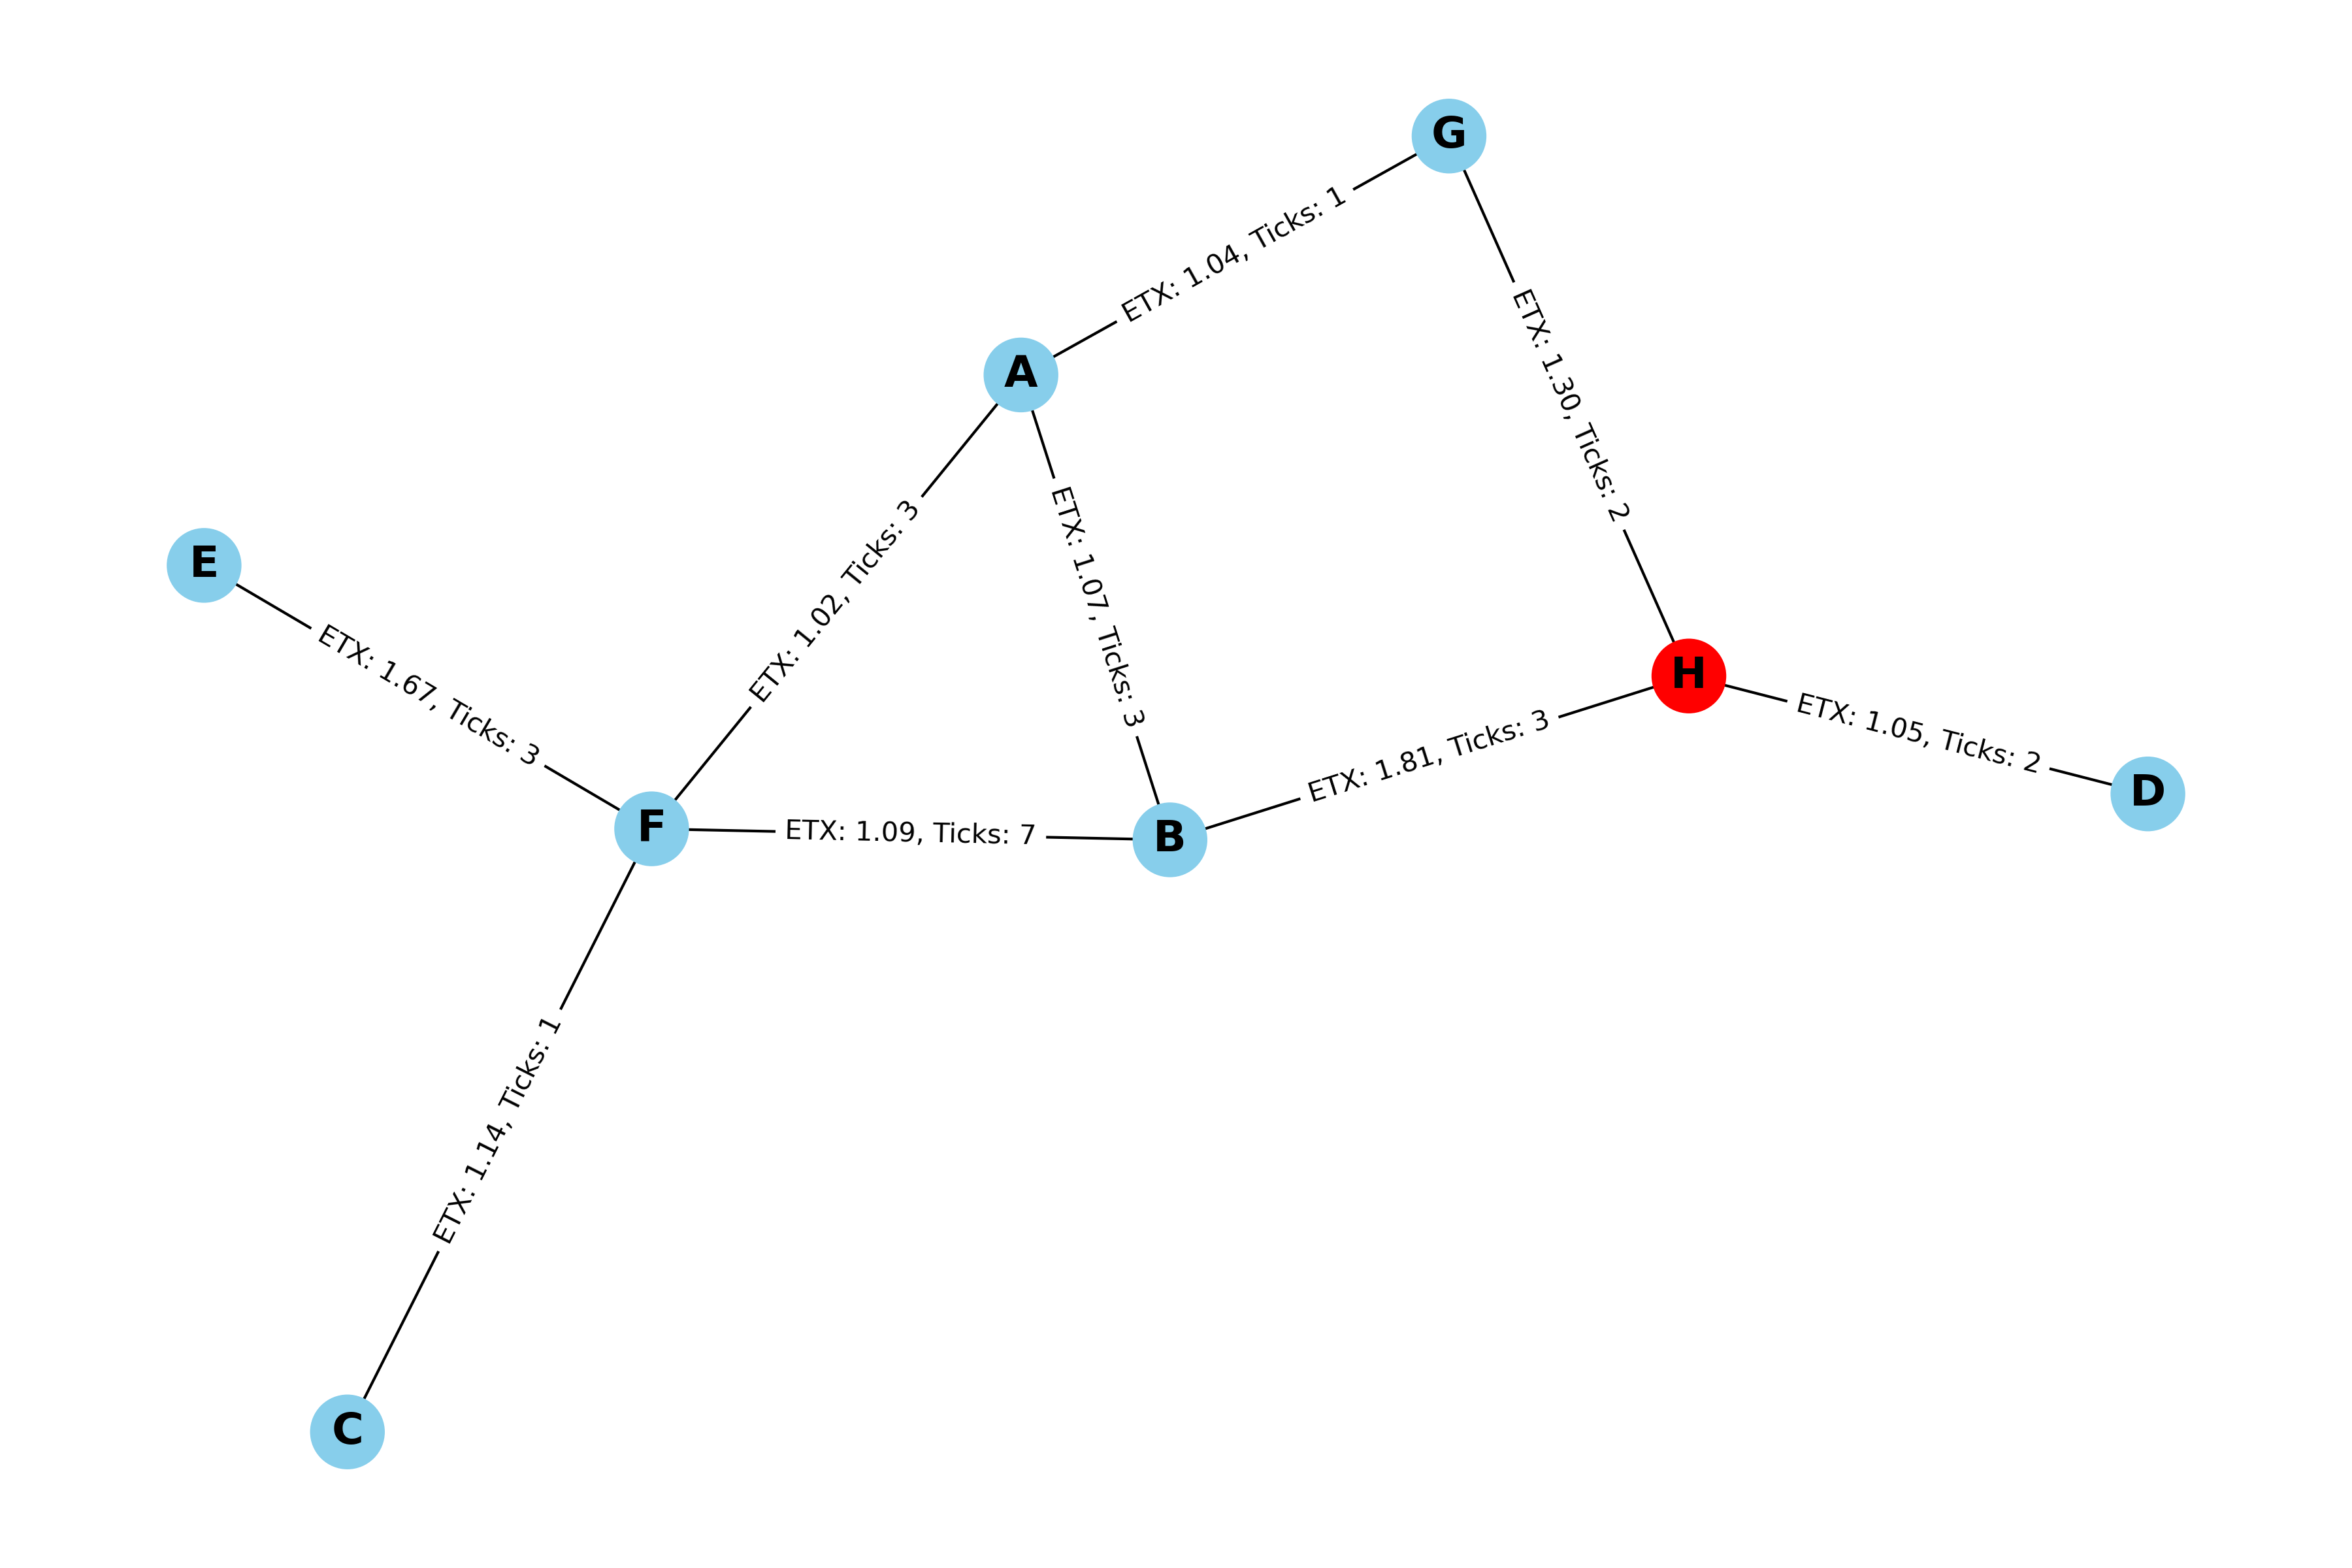 G
ETX: 1.04, Ticks: 1
A
ETX: 1.30, Ticks: 2
ETX: 1.02, Ticks: 3
ETX: 1.07, Ticks: 3
E
ETX: 1.67, Ticks: 3
H
ETX: 1.05, Ticks: 2
ETX: 1.81, Ticks: 3
D
F
ETX: 1.09, Ticks: 7
B
ETX: 1.14, Ticks: 1
C